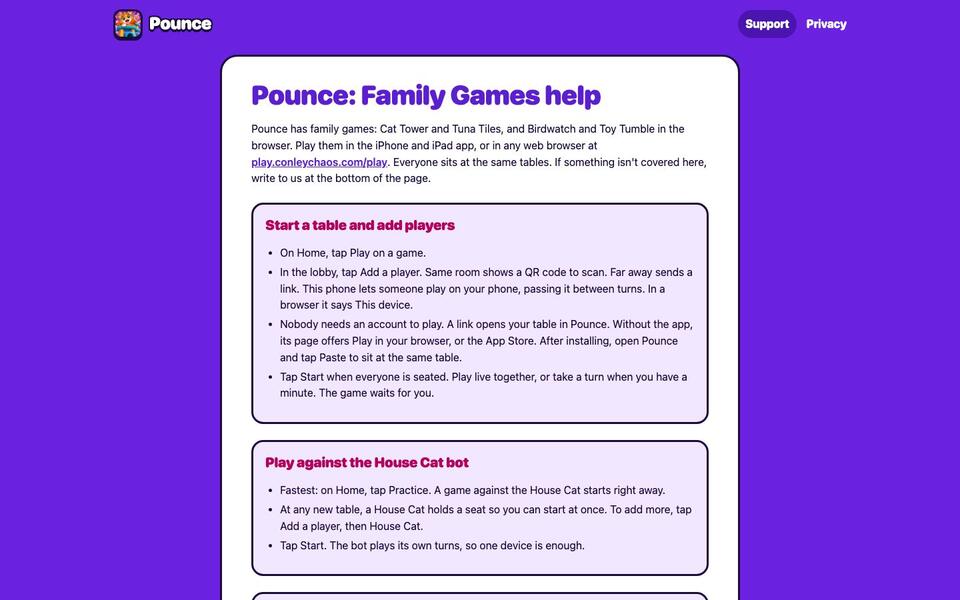 Pounce
Support
Privacy
Pounce: Family Games help
Pounce has family games: Cat Tower and Tuna Tiles, and Birdwatch and Toy Tumble in the
browser. Play them in the iPhone and iPad app, or in any web browser at
play.conleychaos.com/play. Everyone sits at the same tables. If something isn't covered here,
write to us at the bottom of the page.
Start a table and add players
• On Home, tap Play on a game.
• In the lobby, tap Add a player. Same room shows a QR code to scan. Far away sends a
link. This phone lets someone play on your phone, passing it between turns. In a
browser it says This device.
• Nobody needs an account to play. A link opens your table in Pounce. Without the app,
its page offers Play in your browser, or the App Store. After installing, open Pounce
and tap Paste to sit at the same table.
• Tap Start when everyone is seated. Play live together, or take a turn when you have a
minute. The game waits for you.
Play against the House Cat bot
• Fastest: on Home, tap Practice. A game against the House Cat starts right away.
• At any new table, a House Cat holds a seat so you can start at once. To add more, tap
Add a player, then House Cat.
• Tap Start. The bot plays its own turns, so one device is enough.